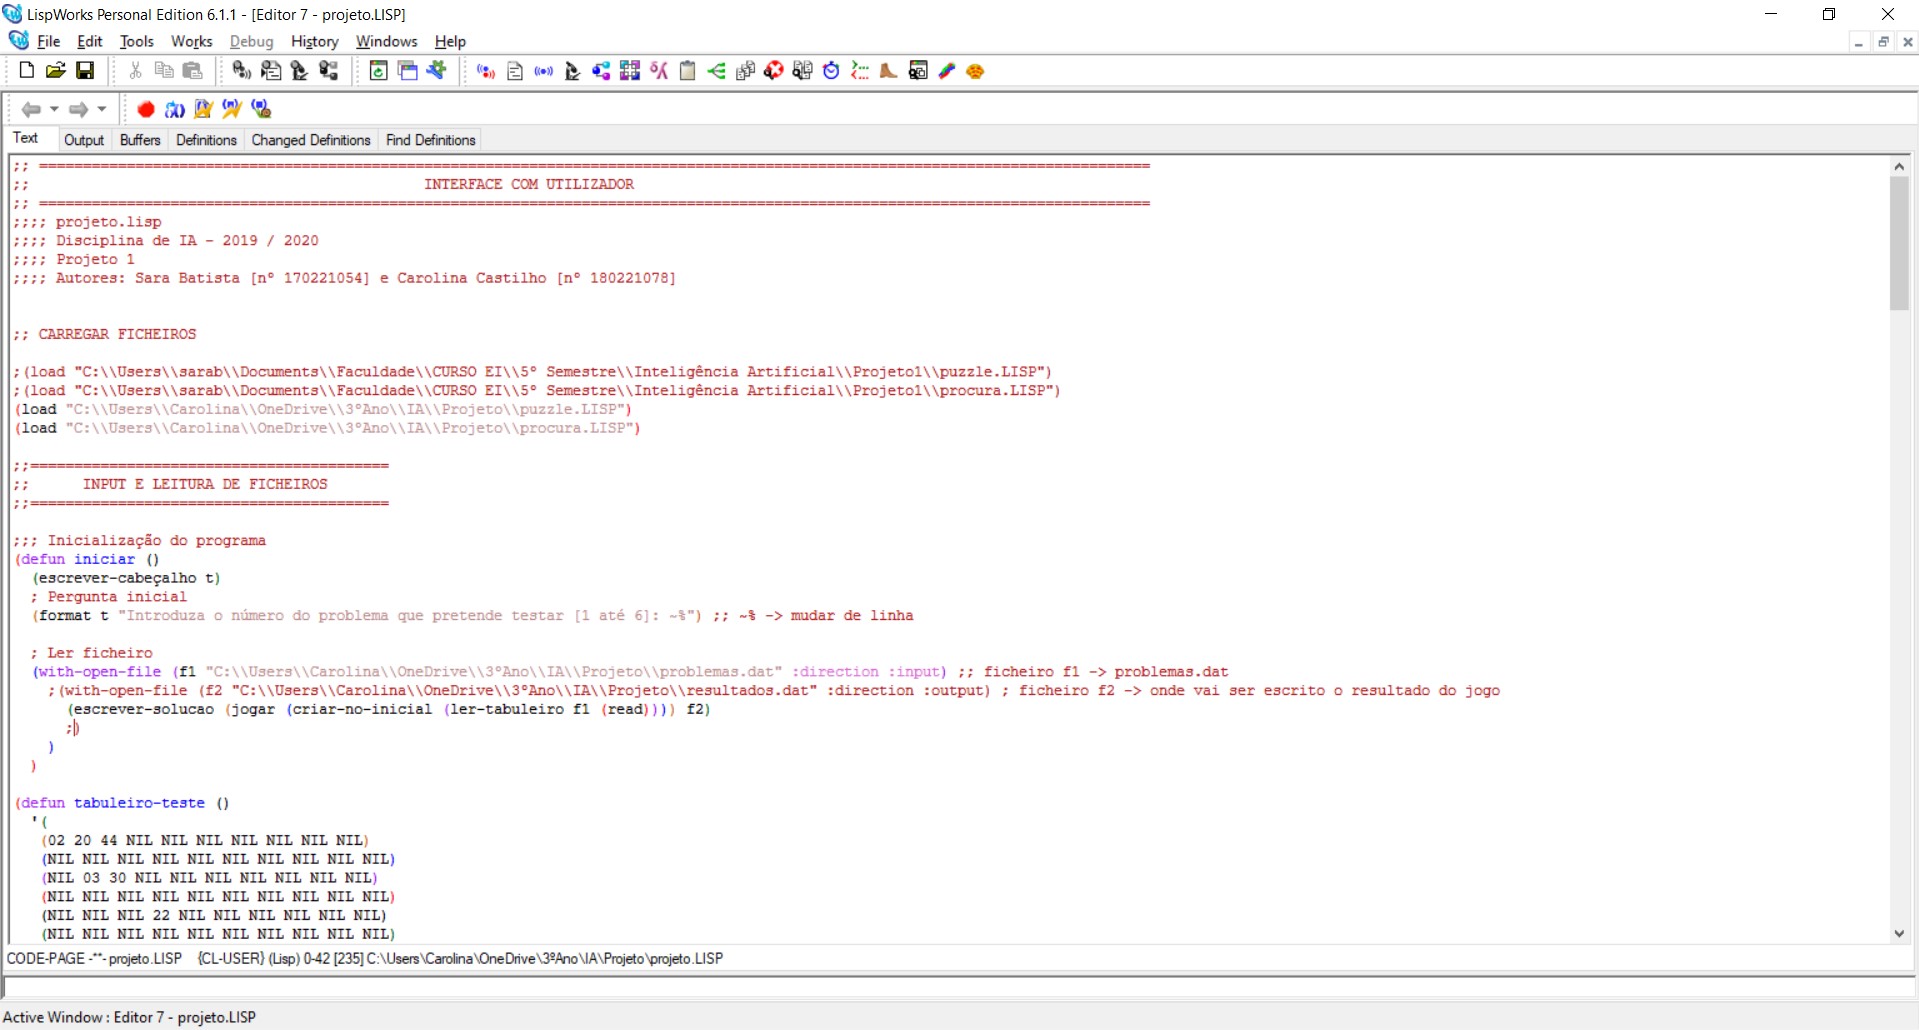 LispWorks Personal Edition 6.1.1 - [Editor 7 - projeto.LISP]
File Edit Tools Works Debug History Windows Help
Text Output Buffers Definitions Changed Definitions Find Definitions
;; ===============================================================================================================================
;; INTERFACE COM UTILIZADOR
;; ===============================================================================================================================
;;;; projeto.lisp
;;;; Disciplina de IA - 2019 / 2020
;;;; Projeto 1
;;;; Autores: Sara Batista [nº 170221054] e Carolina Castilho [nº 180221078]
;; CARREGAR FICHEIROS
;(load "C:\\Users\\sarab\\Documents\\Faculdade\\CURSO EI\\5º Semestre\\Inteligência Artificial\\Projeto1\\puzzle.LISP")
;(load "C:\\Users\\sarab\\Documents\\Faculdade\\CURSO EI\\5º Semestre\\Inteligência Artificial\\Projeto1\\procura.LISP")
(load "C:\\Users\\Carolina\\OneDrive\\3ºAno\\IA\\Projeto\\puzzle.LISP")
(load "C:\\Users\\Carolina\\OneDrive\\3ºAno\\IA\\Projeto\\procura.LISP")
;;=========================================
;; INPUT E LEITURA DE FICHEIROS
;;=========================================
;;; Inicialização do programa
(defun iniciar ()
(escrever-cabeçalho t)
; Pergunta inicial
(format t "Introduza o número do problema que pretende testar [1 até 6]: ~%") ;; ~% -> mudar de linha
; Ler ficheiro
(with-open-file (f1 "C:\\Users\\Carolina\\OneDrive\\3ºAno\\IA\\Projeto\\problemas.dat" :direction :input) ;; ficheiro f1 -> problemas.dat
;(with-open-file (f2 "C:\\Users\\Carolina\\OneDrive\\3ºAno\\IA\\Projeto\\resultados.dat" :direction :output) ; ficheiro f2 -> onde vai ser escrito o resultado do jogo
(escrever-solucao (jogar (criar-no-inicial (ler-tabuleiro f1 (read)))) f2)
;)
)
)
(defun tabuleiro-teste ()
'(
(02 20 44 NIL NIL NIL NIL NIL NIL NIL)
(NIL NIL NIL NIL NIL NIL NIL NIL NIL NIL)
(NIL 03 30 NIL NIL NIL NIL NIL NIL NIL)
(NIL NIL NIL NIL NIL NIL NIL NIL NIL NIL)
(NIL NIL NIL 22 NIL NIL NIL NIL NIL NIL)
(NIL NIL NIL NIL NIL NIL NIL NIL NIL NIL)
CODE-PAGE -**- projeto.LISP {CL-USER} (Lisp) 0-42 [235] C:\Users\Carolina\OneDrive\3ºAno\IA\Projeto\projeto.LISP
Active Window : Editor 7 - projeto.LISP